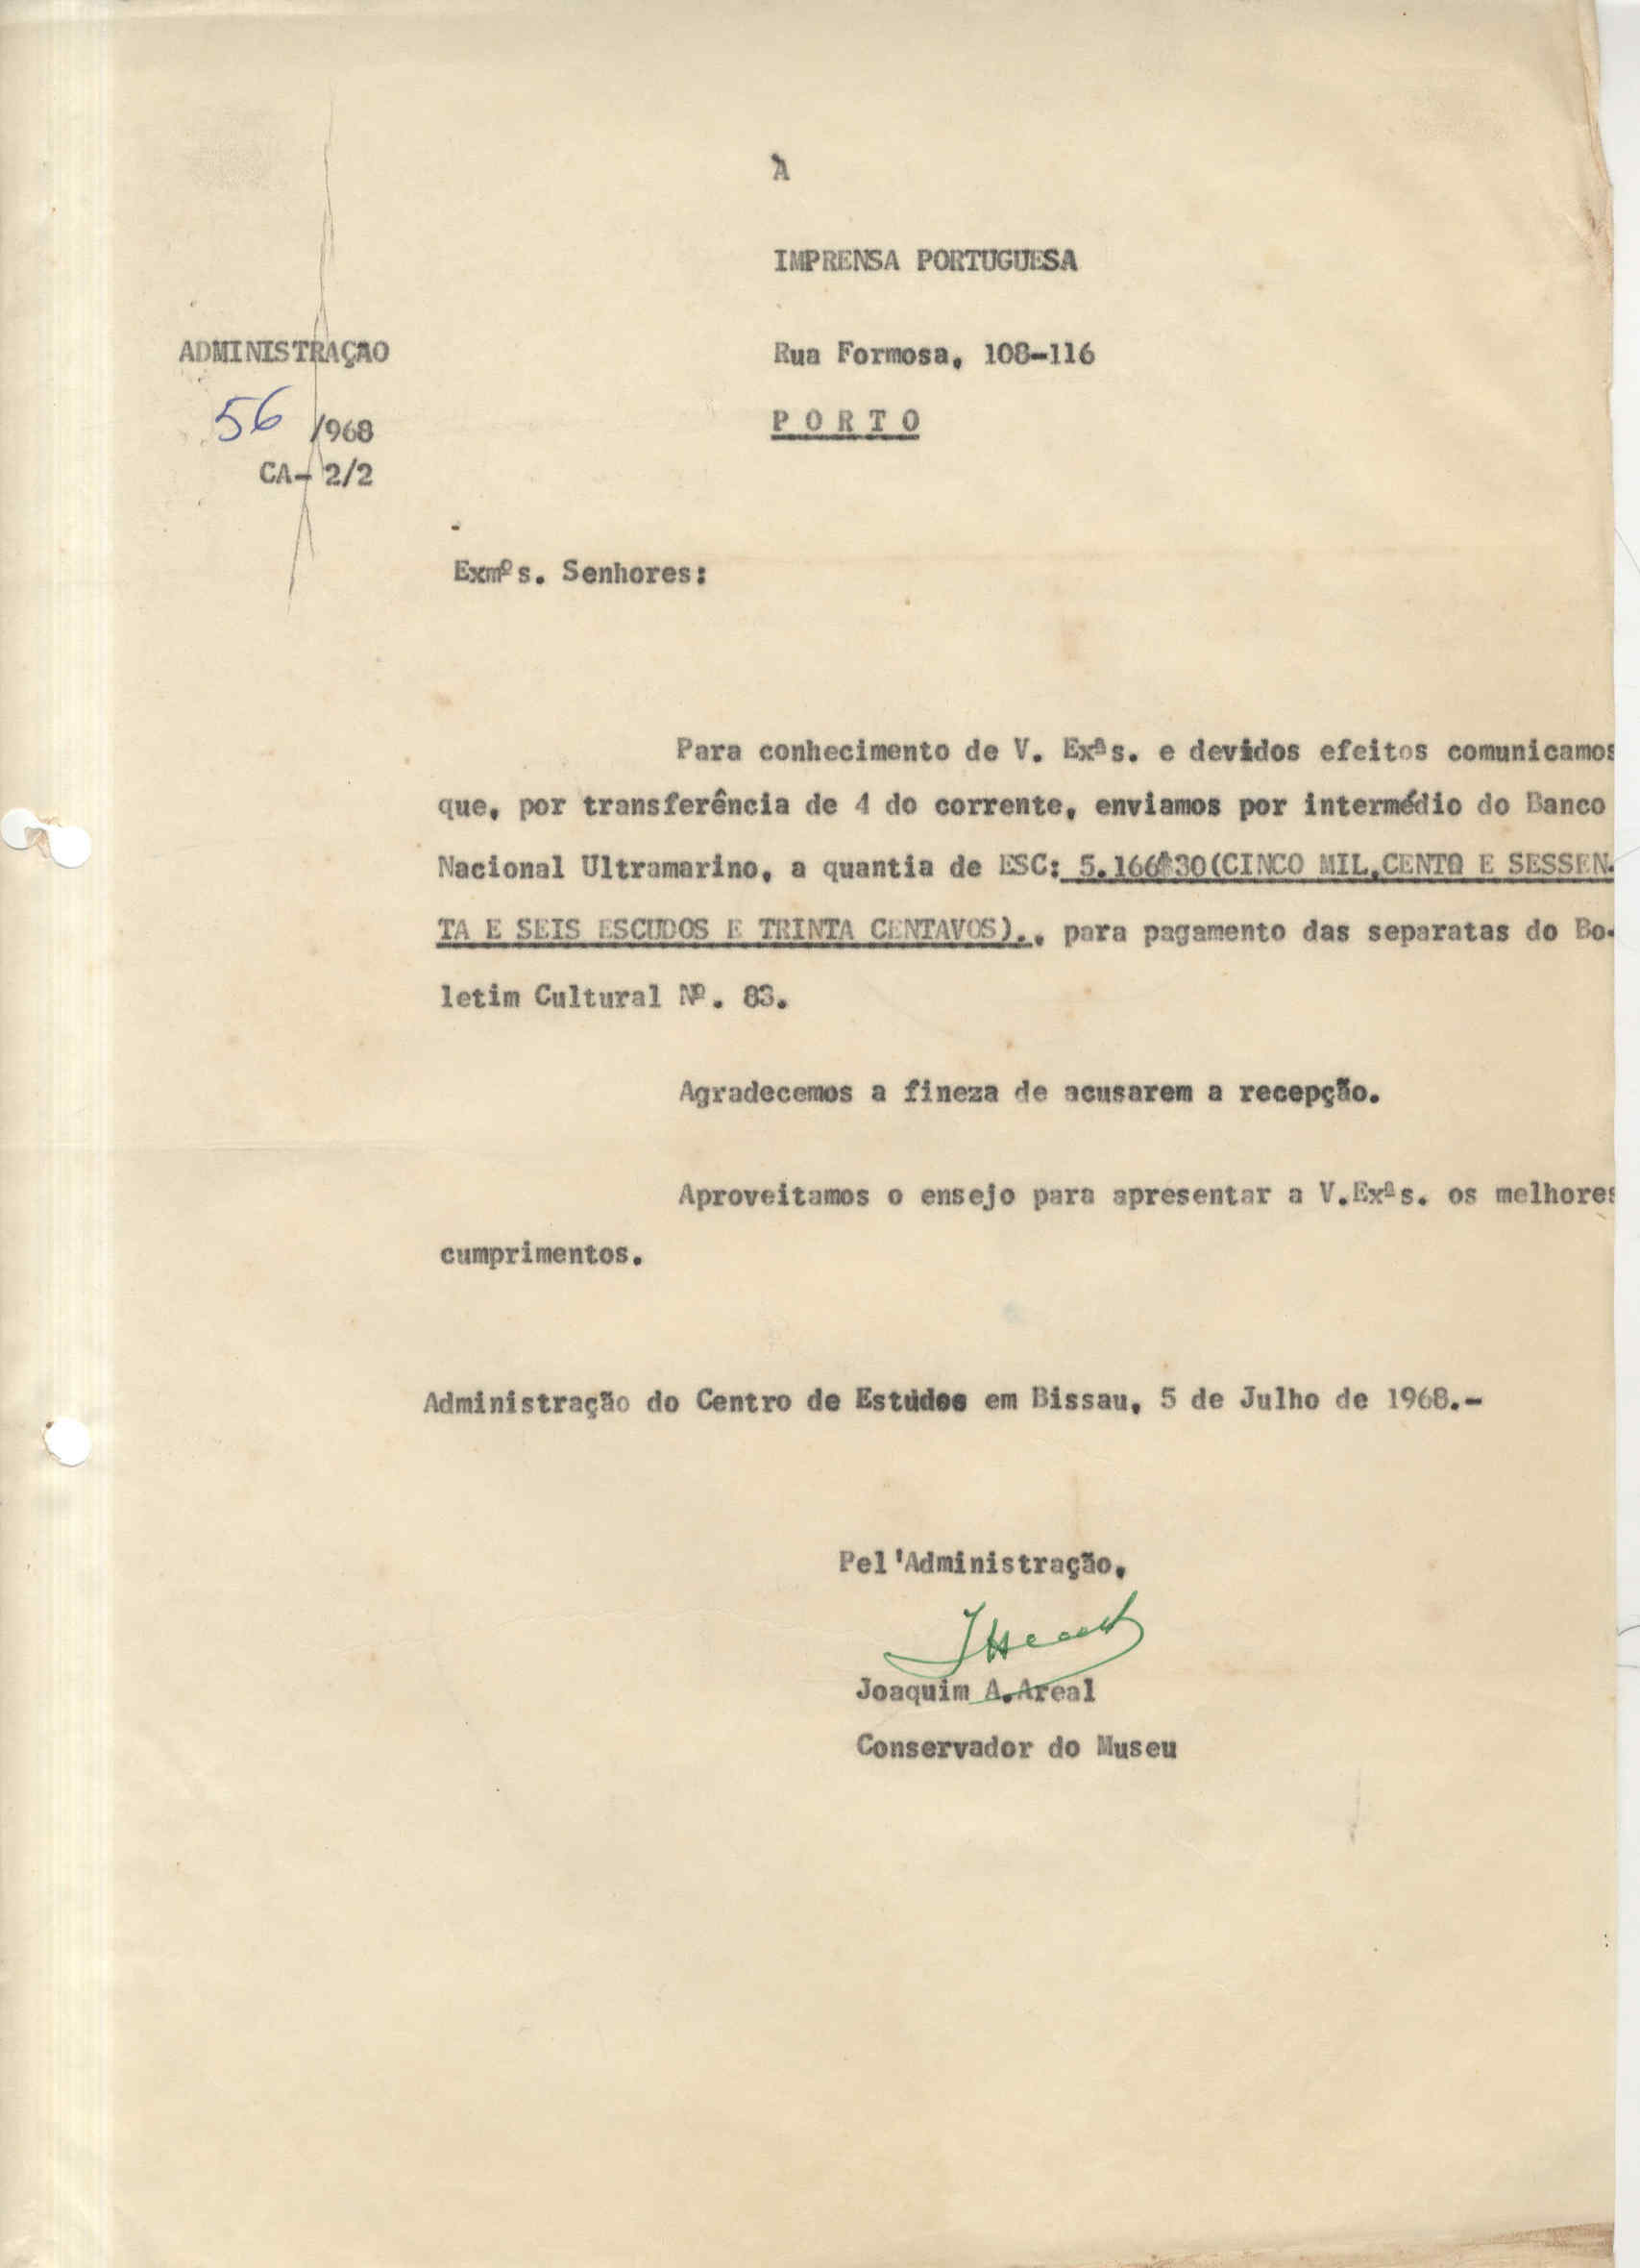 À
IMPRENSA PORTUGUESA
ADMINISTRAÇÃO
Rua Formosa, 108-116
56 /968
PORTO
CA- 2/2
Exmºs. Senhores:
Para conhecimento de V. Exªs. e devidos efeitos comunicamos
que, por transferência de 4 do corrente, enviamos por intermédio do Banco
Nacional Ultramarino, a quantia de ESC: 5.166$30(CINCO MIL,CENTO E SESSEN-
TA E SEIS ESCUDOS E TRINTA CENTAVOS)., para pagamento das separatas do Bo-
letim Cultural Nº. 83.
Agradecemos a fineza de acusarem a recepção.
Aproveitamos o ensejo para apresentar a V.Exªs. os melhores
cumprimentos.
Administração do Centro de Estudos em Bissau, 5 de Julho de 1968.-
Pel'Administração,
Joaquim A.Areal
Conservador do Museu